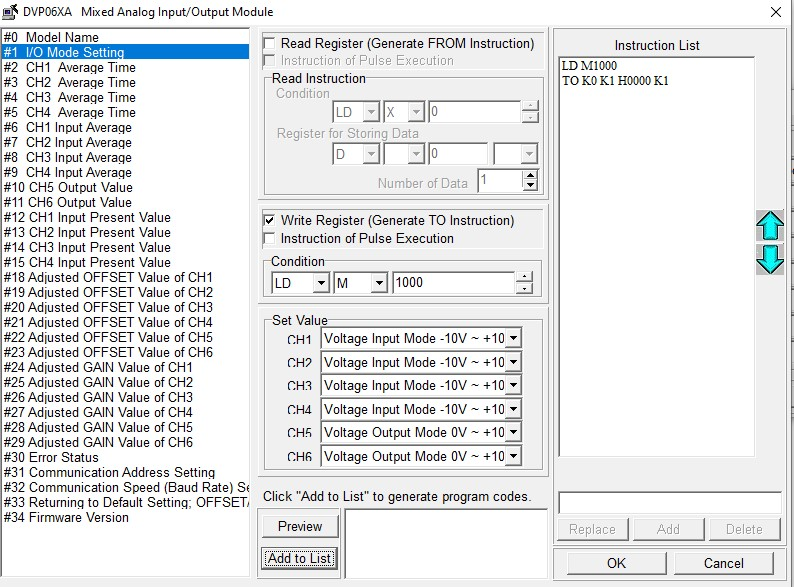 DVP06XA   Mixed Analog Input/Output Module
#0  Model Name
#1  I/O Mode Setting
#2  CH1  Average Time
#3  CH2  Average Time
#4  CH3  Average Time
#5  CH4  Average Time
#6  CH1 Input Average
#7  CH2 Input Average
#8  CH3 Input Average
#9  CH4 Input Average
#10 CH5 Output Value
#11 CH6 Output Value
#12 CH1 Input Present Value
#13 CH2 Input Present Value
#14 CH3 Input Present Value
#15 CH4 Input Present Value
#18 Adjusted OFFSET Value of CH1
#19 Adjusted OFFSET Value of CH2
#20 Adjusted OFFSET Value of CH3
#21 Adjusted OFFSET Value of CH4
#22 Adjusted OFFSET Value of CH5
#23 Adjusted OFFSET Value of CH6
#24 Adjusted GAIN Value of CH1
#25 Adjusted GAIN Value of CH2
#26 Adjusted GAIN Value of CH3
#27 Adjusted GAIN Value of CH4
#28 Adjusted GAIN Value of CH5
#29 Adjusted GAIN Value of CH6
#30 Error Status
#31 Communication Address Setting
#32 Communication Speed (Baud Rate) Se
#33 Returning to Default Setting; OFFSET/
#34 Firmware Version
Read Register (Generate FROM Instruction)
Instruction of Pulse Execution
Read Instruction
Condition
LD X 0
Register for Storing Data
D 0
Number of Data 1
Write Register (Generate TO Instruction)
Instruction of Pulse Execution
Condition
LD M 1000
Set Value
CH1 Voltage Input Mode -10V ~ +10
CH2 Voltage Input Mode -10V ~ +10
CH3 Voltage Input Mode -10V ~ +10
CH4 Voltage Input Mode -10V ~ +10
CH5 Voltage Output Mode 0V ~ +10
CH6 Voltage Output Mode 0V ~ +10
Click "Add to List" to generate program codes.
Preview
Add to List
Instruction List
LD M1000
TO K0 K1 H0000 K1
Replace Add Delete
OK Cancel